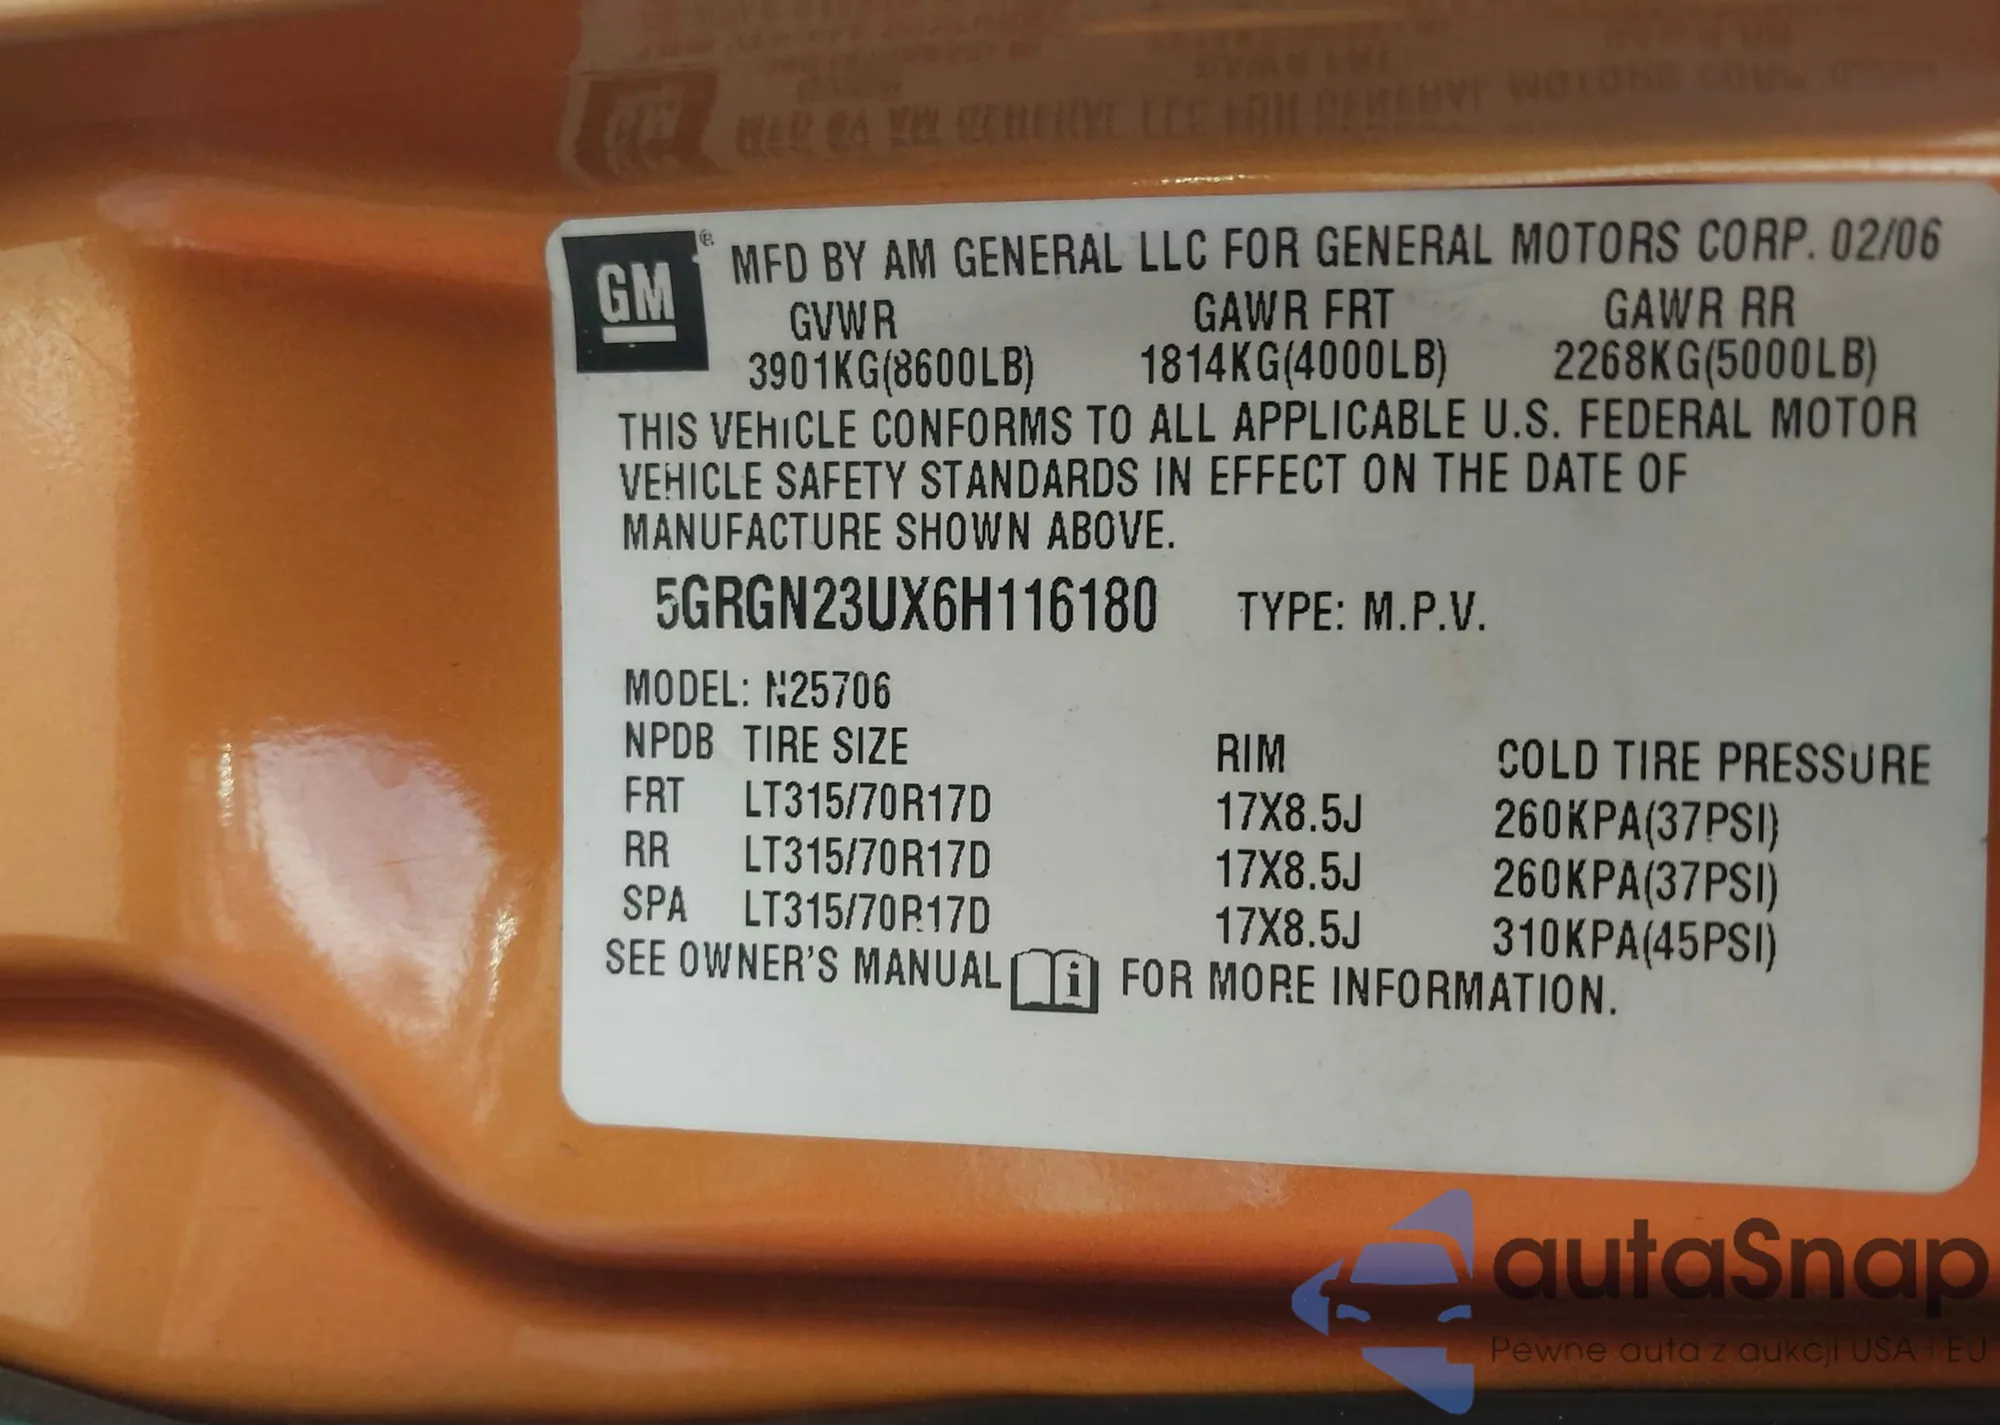 GM ® MFD BY AM GENERAL LLC FOR GENERAL MOTORS CORP. 02/06
GVWR GAWR FRT GAWR RR
3901KG(8600LB) 1814KG(4000LB) 2268KG(5000LB)
THIS VEHICLE CONFORMS TO ALL APPLICABLE U.S. FEDERAL MOTOR
VEHICLE SAFETY STANDARDS IN EFFECT ON THE DATE OF
MANUFACTURE SHOWN ABOVE.
5GRGN23UX6H116180 TYPE: M.P.V.
MODEL: N25706
NPDB TIRE SIZE RIM COLD TIRE PRESSURE
FRT LT315/70R17D 17X8.5J 260KPA(37PSI)
RR LT315/70R17D 17X8.5J 260KPA(37PSI)
SPA LT315/70R17D 17X8.5J 310KPA(45PSI)
SEE OWNER'S MANUAL i FOR MORE INFORMATION.
autaSnap
Pewne auta z aukcji USA i EU